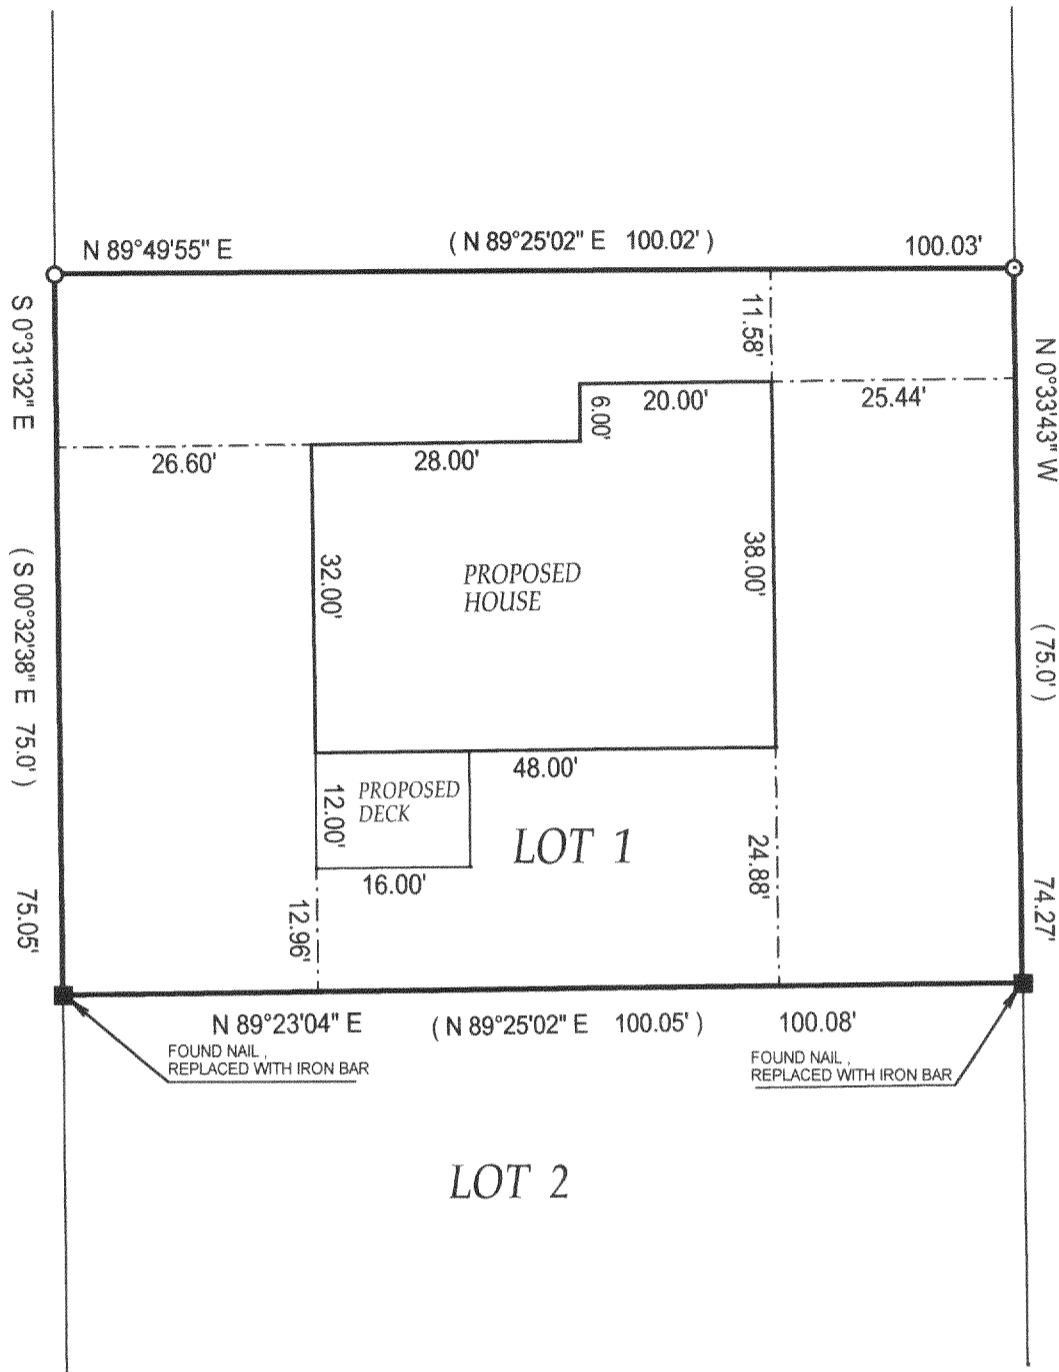 N 89°49'55" E
( N 89°25'02" E 100.02' )
100.03'
S 0°31'32" E
( S 00°32'38" E 75.0' )
75.05'
N 0°33'43" W
( 75.0' )
74.27'
11.58'
20.00'
25.44'
6.00'
26.60'
28.00'
32.00'
PROPOSED
HOUSE
38.00'
48.00'
12.00'
PROPOSED
DECK
16.00'
LOT 1
24.88'
12.96'
N 89°23'04" E
( N 89°25'02" E 100.05' )
100.08'
FOUND NAIL ,
REPLACED WITH IRON BAR
FOUND NAIL ,
REPLACED WITH IRON BAR
LOT 2